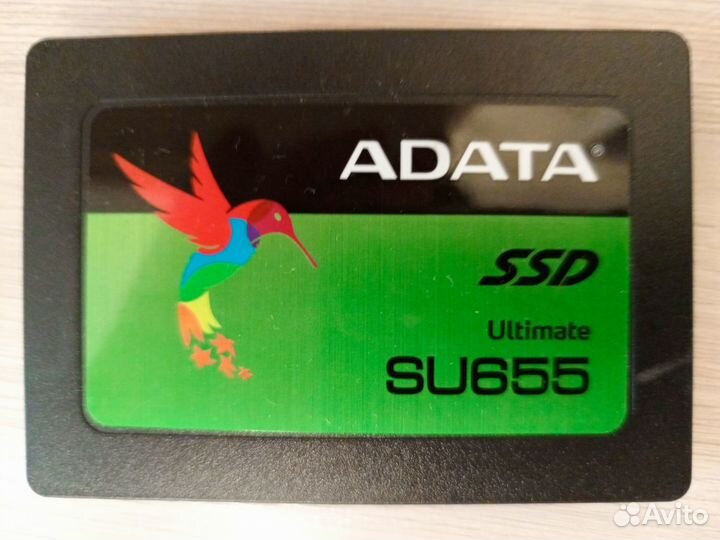 ADATA®
SSD
Ultimate
SU655
Avito